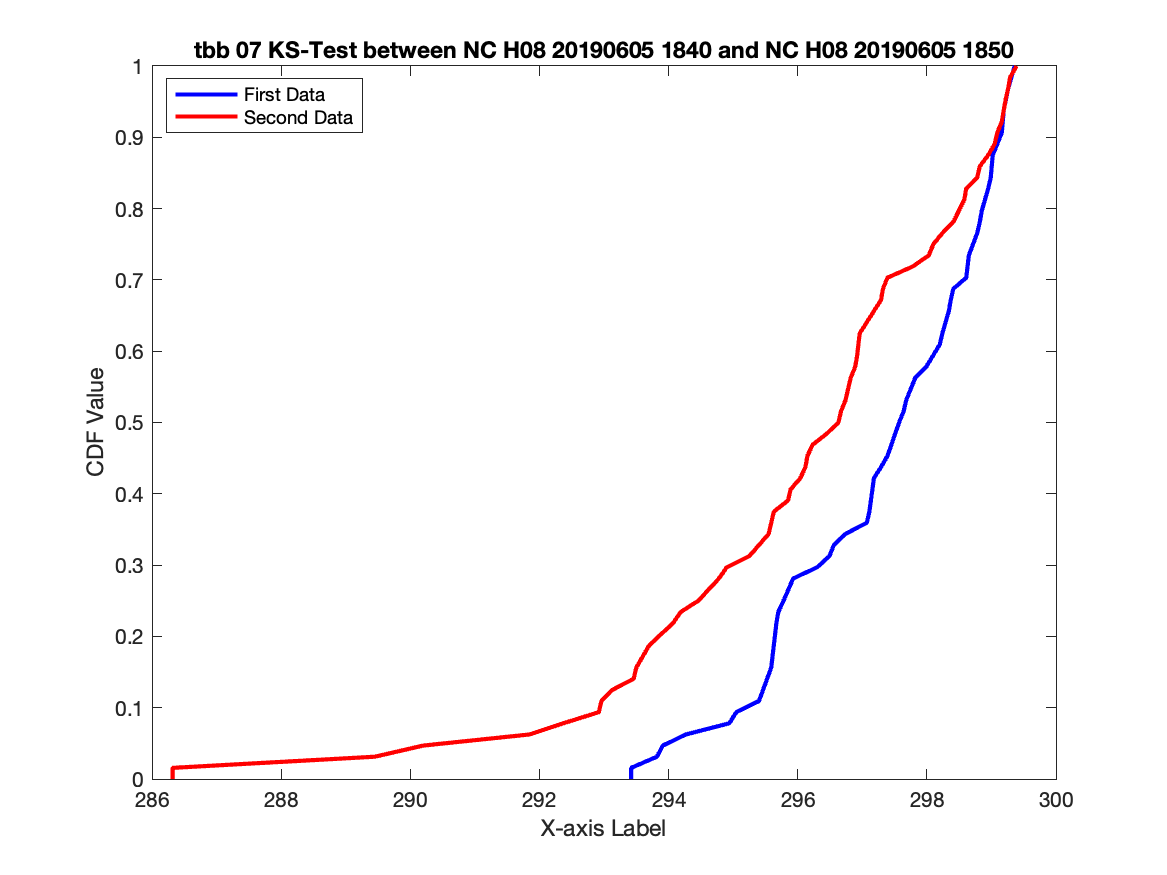 tbb 07 KS-Test between NC H08 20190605 1840 and NC H08 20190605 1850
First Data
Second Data
1
0.9
0.8
0.7
0.6
0.5
0.4
0.3
0.2
0.1
0
CDF Value
286 288 290 292 294 296 298 300
X-axis Label